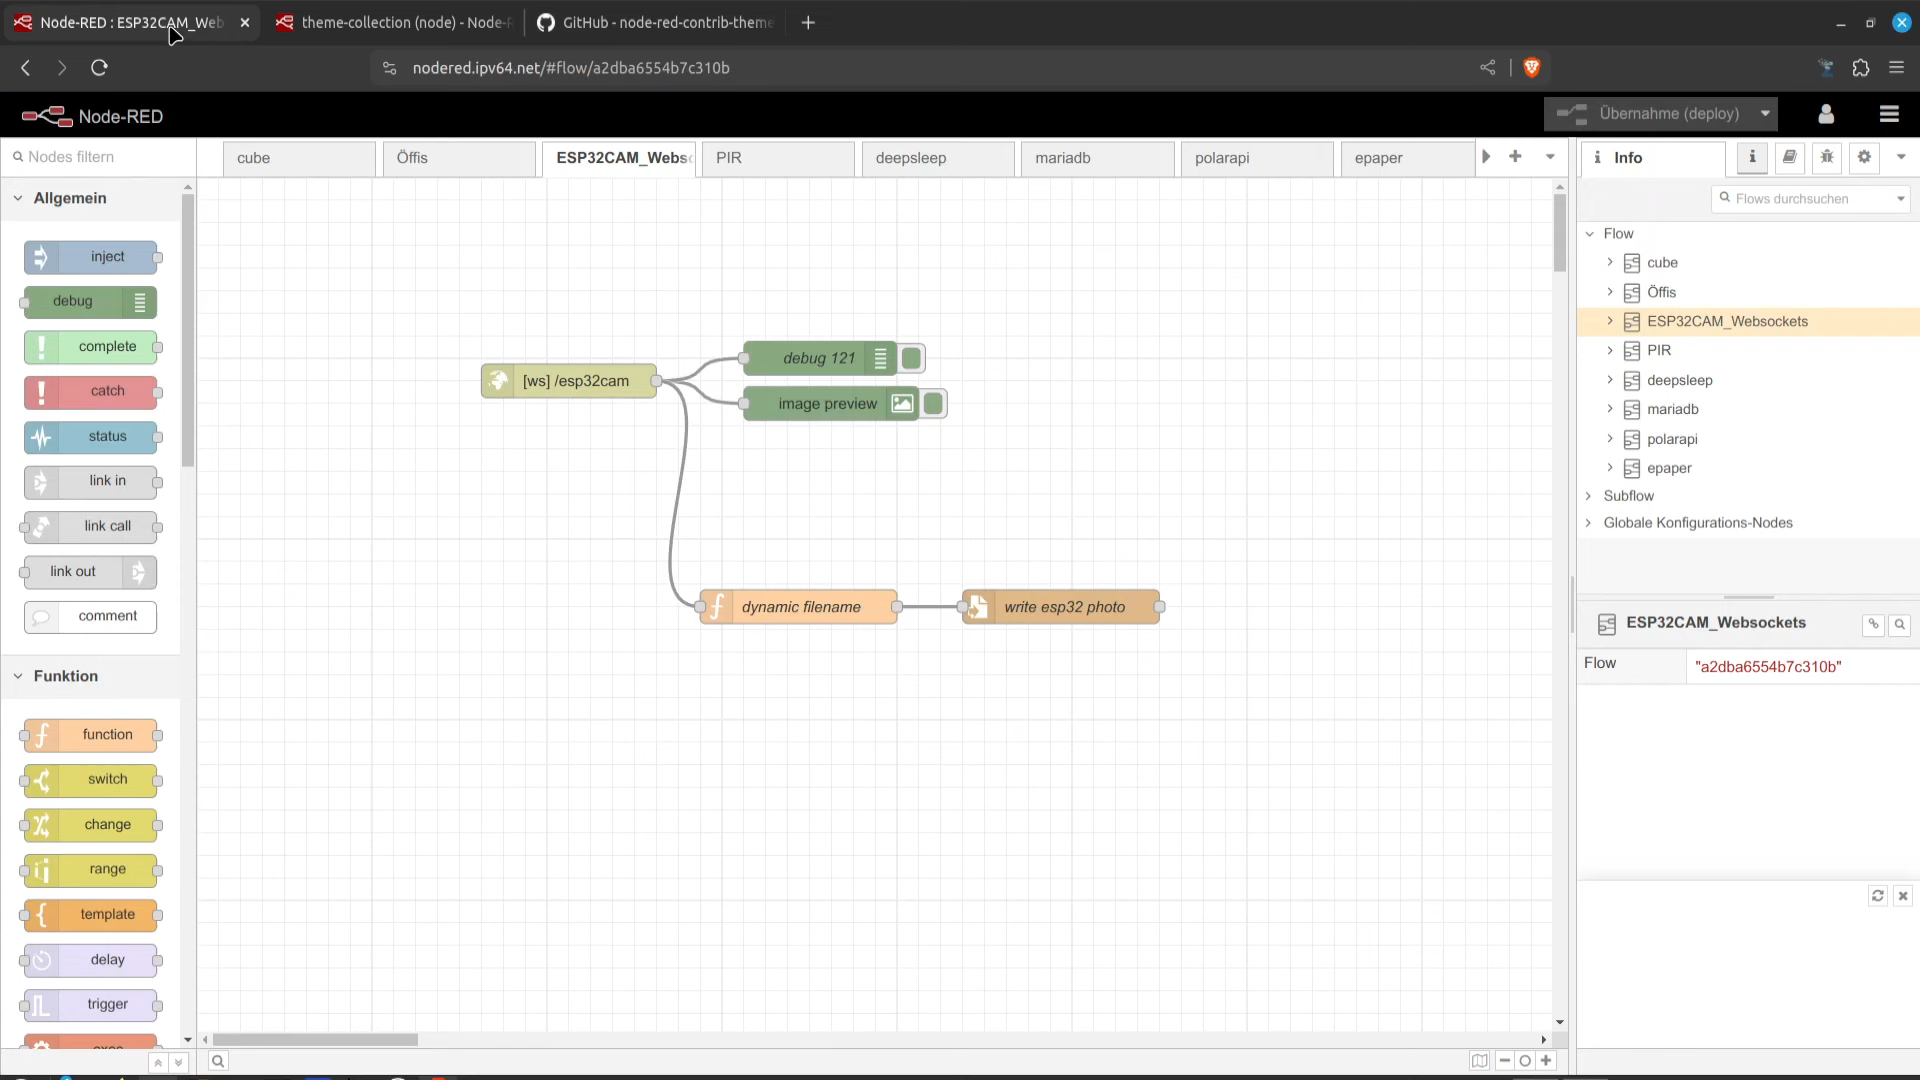 Node-RED : ESP32CAM_Web
theme-collection (node) - Node-R
GitHub - node-red-contrib-theme
nodered.ipv64.net/#flow/a2dba6554b7c310b
Node-RED
Übernahme (deploy)
Nodes filtern
cube
Öffis
ESP32CAM_Webso
PIR
deepsleep
mariadb
polarapi
epaper
Info
Allgemein
inject
debug
complete
catch
status
link in
link call
link out
comment
Funktion
function
switch
change
range
template
delay
trigger
exec
[ws] /esp32cam
debug 121
image preview
dynamic filename
write esp32 photo
Flows durchsuchen
Flow
cube
Öffis
ESP32CAM_Websockets
PIR
deepsleep
mariadb
polarapi
epaper
Subflow
Globale Konfigurations-Nodes
ESP32CAM_Websockets
Flow
"a2dba6554b7c310b"